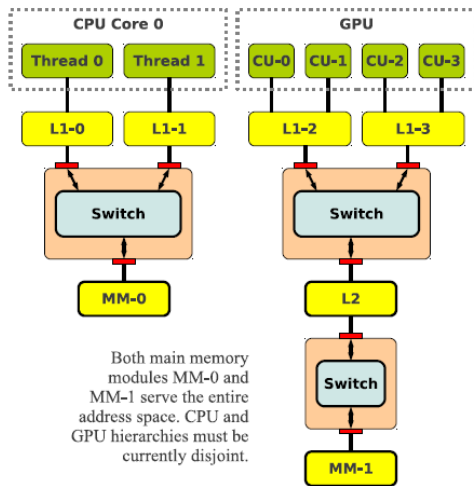 CPU Core 0
GPU
Thread 0
Thread 1
CU-0
CU-1
CU-2
CU-3
L1-0
L1-1
L1-2
L1-3
Switch
Switch
MM-0
L2
Both main memory
modules MM-0 and
MM-1 serve the entire
address space. CPU and
GPU hierarchies must be
currently disjoint.
Switch
MM-1